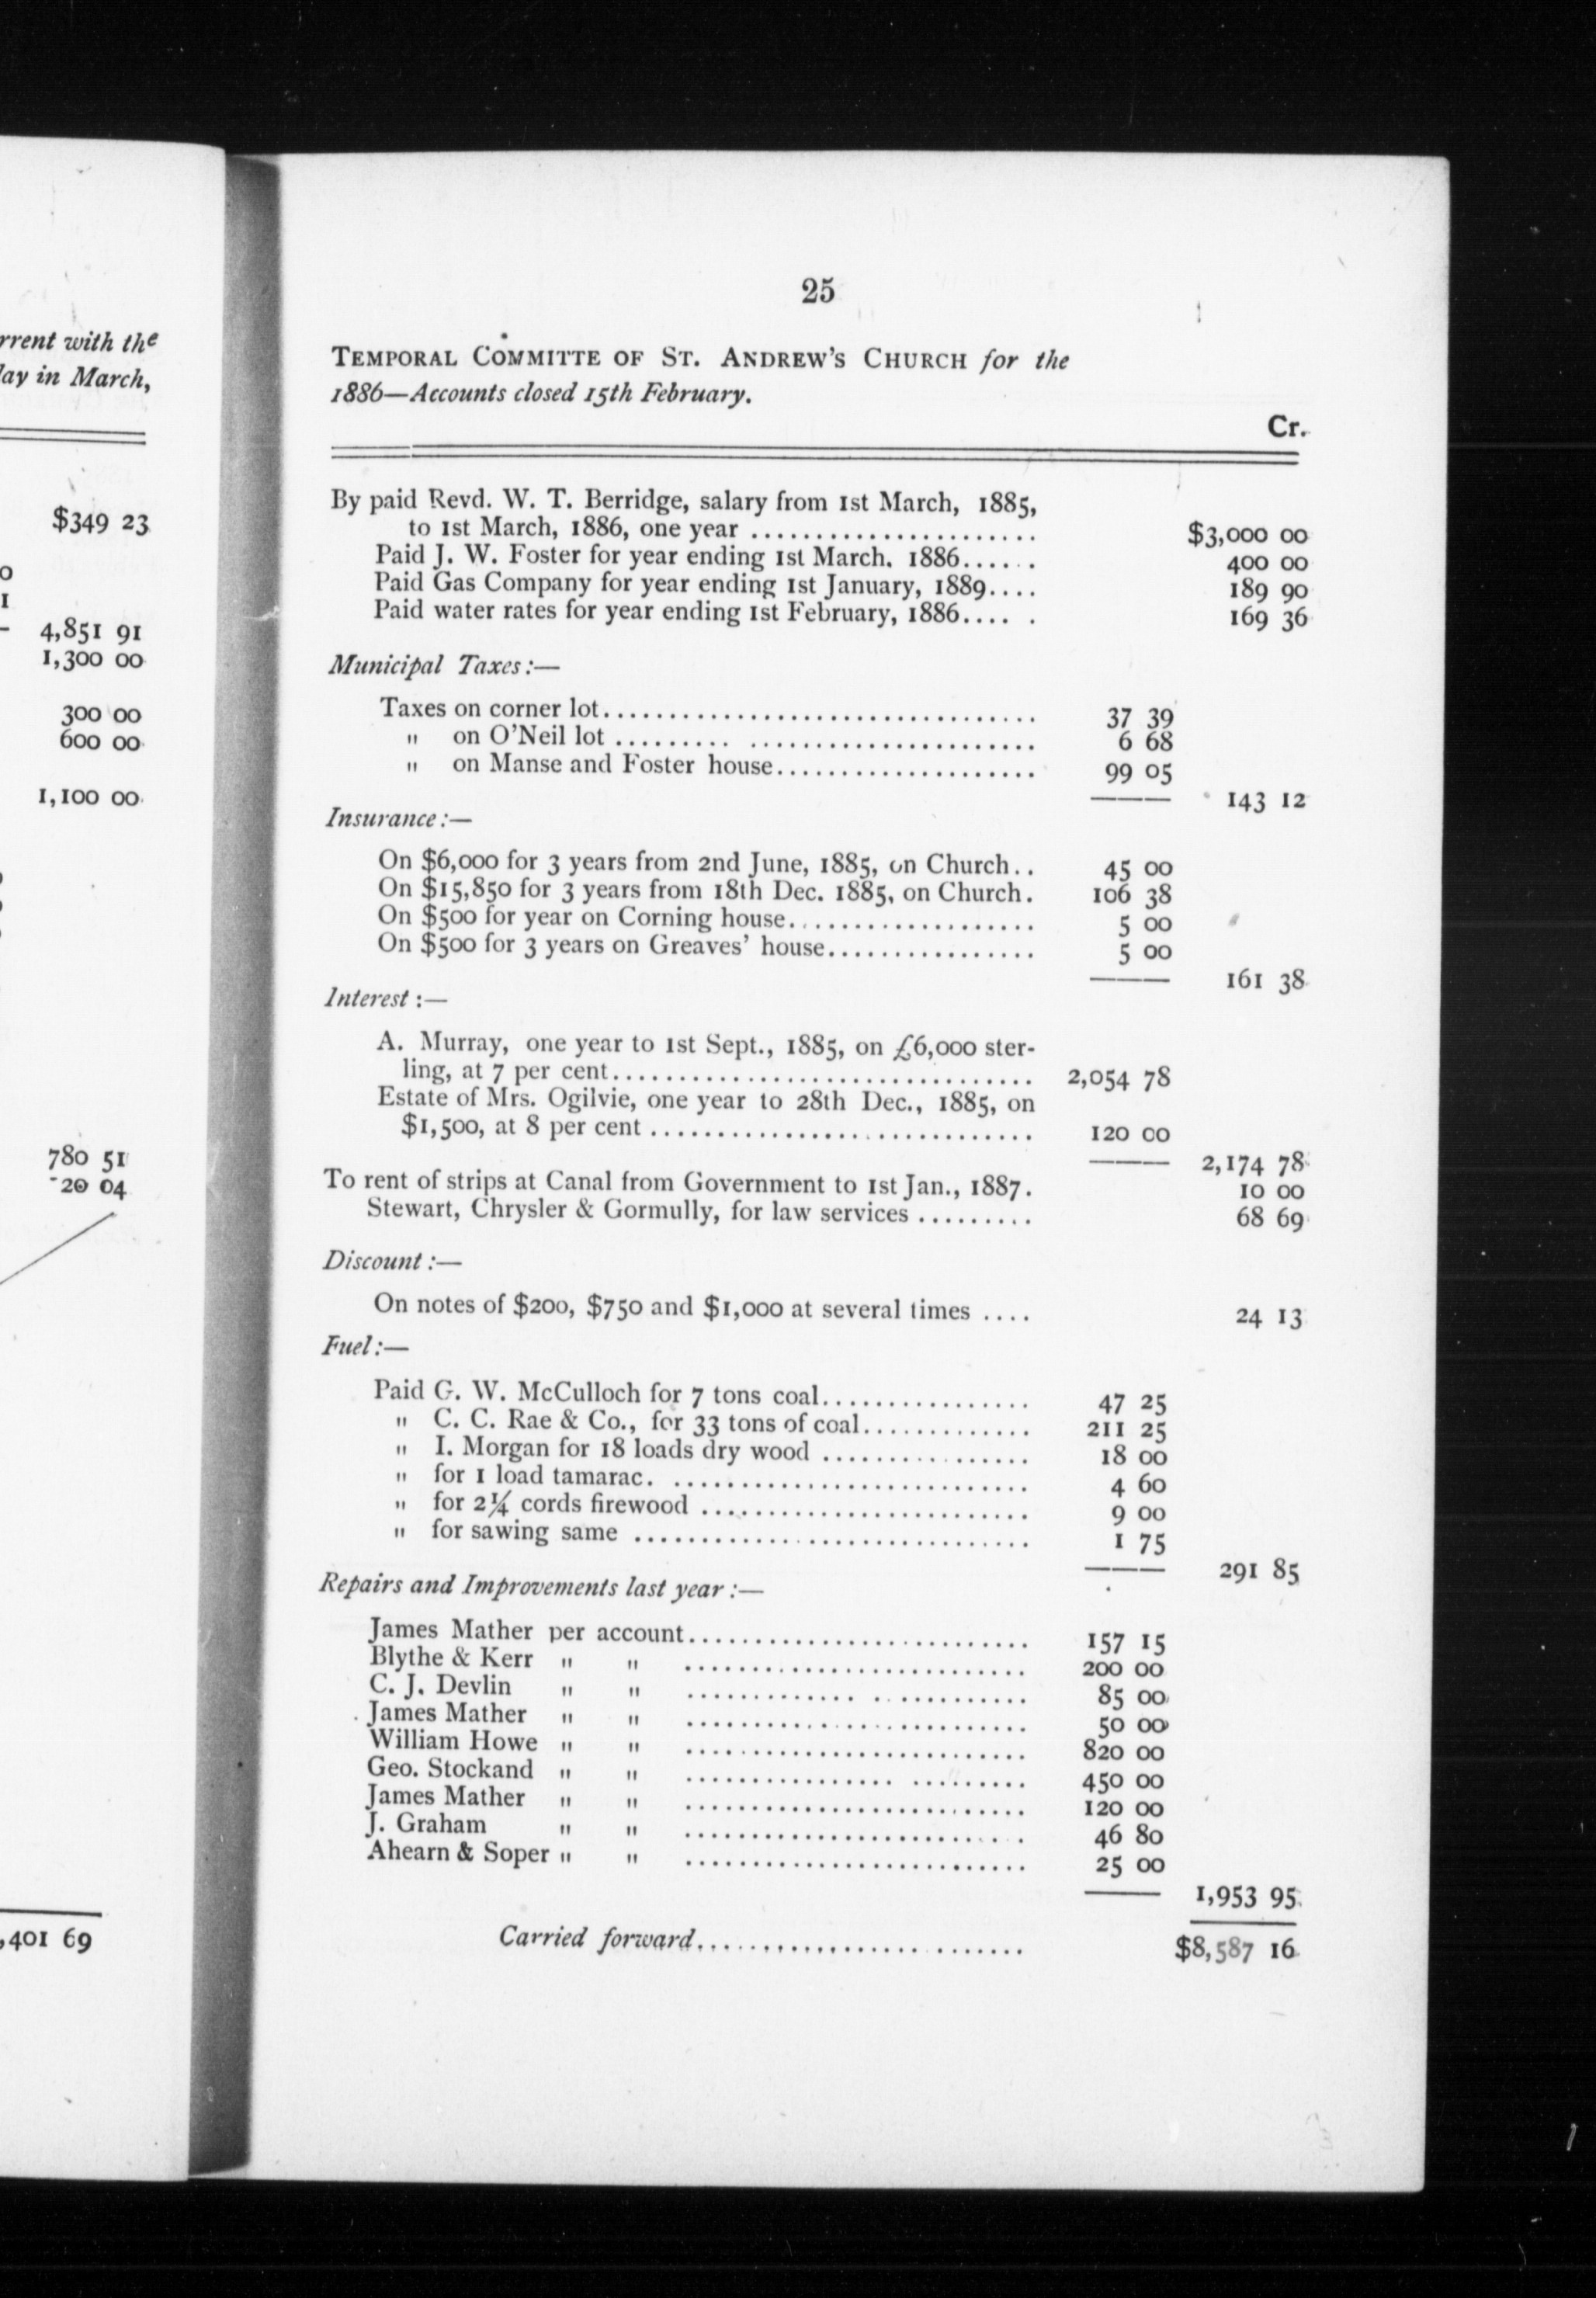 rrent with the
lay in March,
$349 23
4,851 91
1,300 00
300 00
600 00
1,100 00
780 51
20 04
,401 69
25
TEMPORAL COMMITTE OF ST. ANDREW'S CHURCH for the
1886—Accounts closed 15th February.
Cr.
By paid Revd. W. T. Berridge, salary from 1st March, 1885,
to 1st March, 1886, one year ...................... $3,000 00
Paid J. W. Foster for year ending 1st March. 1886...... 400 00
Paid Gas Company for year ending 1st January, 1889.... 189 90
Paid water rates for year ending 1st February, 1886.... . 169 36
Municipal Taxes:—
Taxes on corner lot................................. 37 39
" on O'Neil lot ......... ...................... 6 68
" on Manse and Foster house.................... 99 05
143 12
Insurance:—
On $6,000 for 3 years from 2nd June, 1885, on Church.. 45 00
On $15,850 for 3 years from 18th Dec. 1885, on Church. 106 38
On $500 for year on Corning house................... 5 00
On $500 for 3 years on Greaves' house................ 5 00
161 38
Interest:—
A. Murray, one year to 1st Sept., 1885, on £6,000 ster-
ling, at 7 per cent................................ 2,054 78
Estate of Mrs. Ogilvie, one year to 28th Dec., 1885, on
$1,500, at 8 per cent ............................. 120 00
2,174 78
To rent of strips at Canal from Government to 1st Jan., 1887. 10 00
Stewart, Chrysler & Gormully, for law services ......... 68 69
Discount:—
On notes of $200, $750 and $1,000 at several times .... 24 13
Fuel:—
Paid G. W. McCulloch for 7 tons coal................ 47 25
" C. C. Rae & Co., for 33 tons of coal............. 211 25
" I. Morgan for 18 loads dry wood ................ 18 00
" for 1 load tamarac. ........................... 4 60
" for 2¼ cords firewood ......................... 9 00
" for sawing same .............................. 1 75
291 85
Repairs and Improvements last year:—
James Mather per account.......................... 157 15
Blythe & Kerr " " .......................... 200 00
C. J. Devlin " " .......................... 85 00
James Mather " " .......................... 50 00
William Howe " " .......................... 820 00
Geo. Stockand " " .......................... 450 00
James Mather " " .......................... 120 00
J. Graham " " .......................... 46 80
Ahearn & Soper " " .......................... 25 00
1,953 95
Carried forward......................... $8,587 16